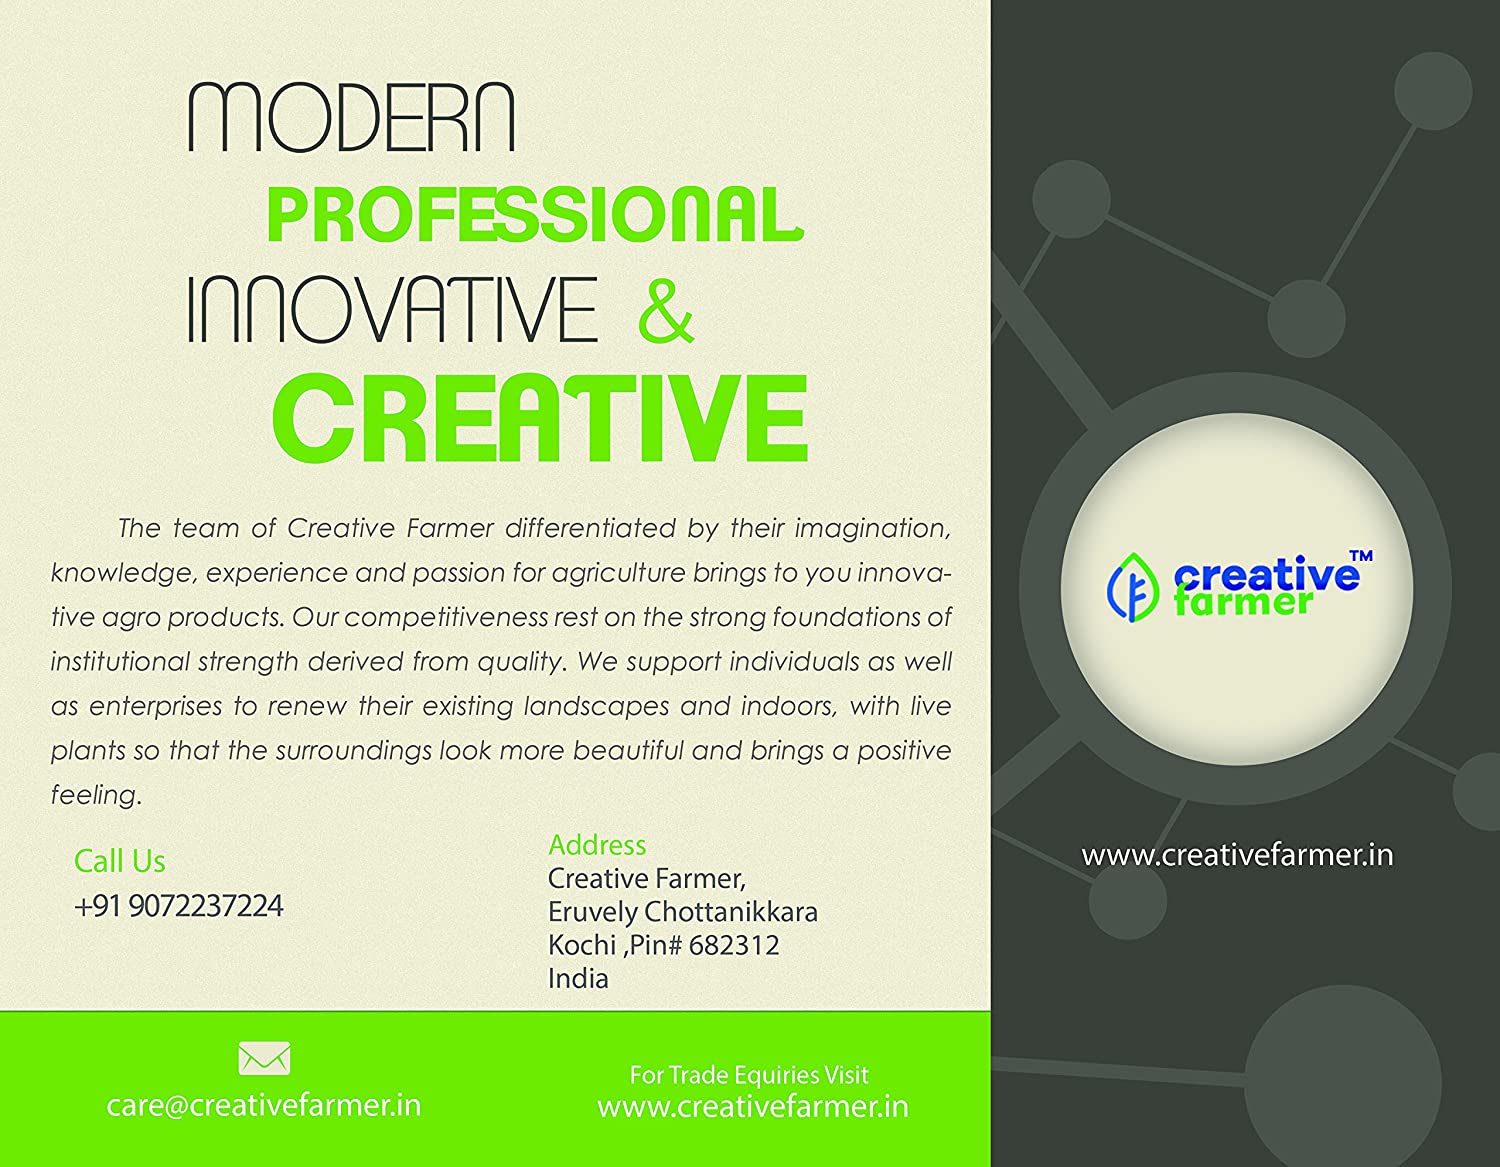 MODERN
PROFESSIONAL
INNOVATIVE &
CREATIVE
The team of Creative Farmer differentiated by their imagination,
knowledge, experience and passion for agriculture brings to you innova-
tive agro products. Our competitiveness rest on the strong foundations of
institutional strength derived from quality. We support individuals as well
as enterprises to renew their existing landscapes and indoors, with live
plants so that the surroundings look more beautiful and brings a positive
feeling.
Call Us
+91 9072237224
Address
Creative Farmer,
Eruvely Chottanikkara
Kochi ,Pin# 682312
India
care@creativefarmer.in
For Trade Equiries Visit
www.creativefarmer.in
creative™
farmer
www.creativefarmer.in